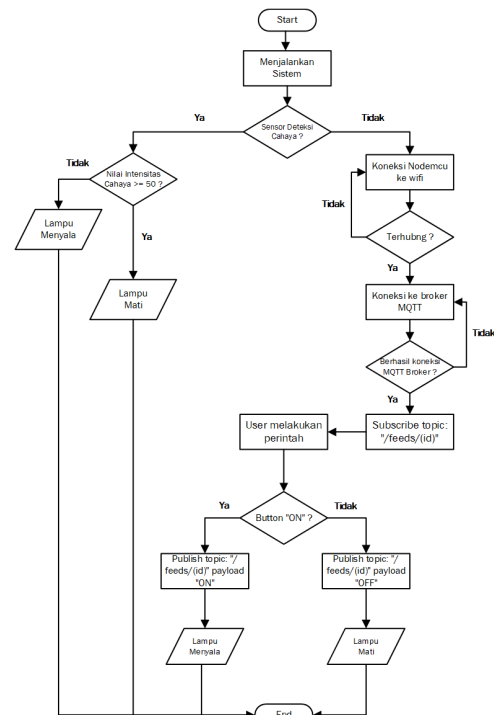 Start
Menjalankan
Sistem
Ya
Sensor Deteksi
Cahaya ?
Tidak
Tidak
Nilai Intensitas
Cahaya >= 50 ?
Koneksi Nodemcu
ke wifi
Tidak
Lampu
Menyala
Ya
Terhubng ?
Ya
Lampu
Mati
Koneksi ke broker
MQTT
Tidak
Berhasil koneksi
MQTT Broker ?
Ya
User melakukan
perintah
Subscribe topic:
"/feeds/(id)"
Ya
Button "ON" ?
Tidak
Publish topic: "/
feeds/(id)" payload
"ON"
Publish topic: "/
feeds/(id)" payload
"OFF"
Lampu
Menyala
Lampu
Mati
End